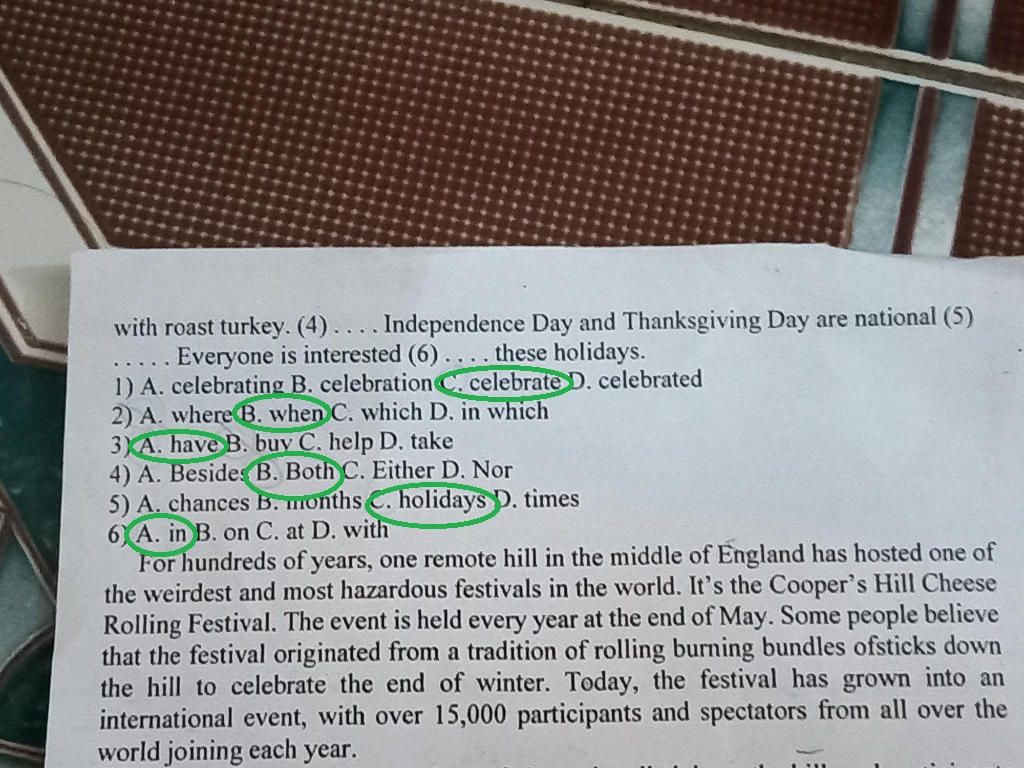 with roast turkey. (4) . . . . Independence Day and Thanksgiving Day are national (5)
. . . . . Everyone is interested (6) . . . . these holidays.
1) A. celebrating B. celebration C. celebrate D. celebrated
2) A. where B. when C. which D. in which
3) A. have B. buy C. help D. take
4) A. Besides B. Both C. Either D. Nor
5) A. chances B. months C. holidays D. times
6) A. in B. on C. at D. with
For hundreds of years, one remote hill in the middle of England has hosted one of
the weirdest and most hazardous festivals in the world. It's the Cooper's Hill Cheese
Rolling Festival. The event is held every year at the end of May. Some people believe
that the festival originated from a tradition of rolling burning bundles ofsticks down
the hill to celebrate the end of winter. Today, the festival has grown into an
international event, with over 15,000 participants and spectators from all over the
world joining each year.